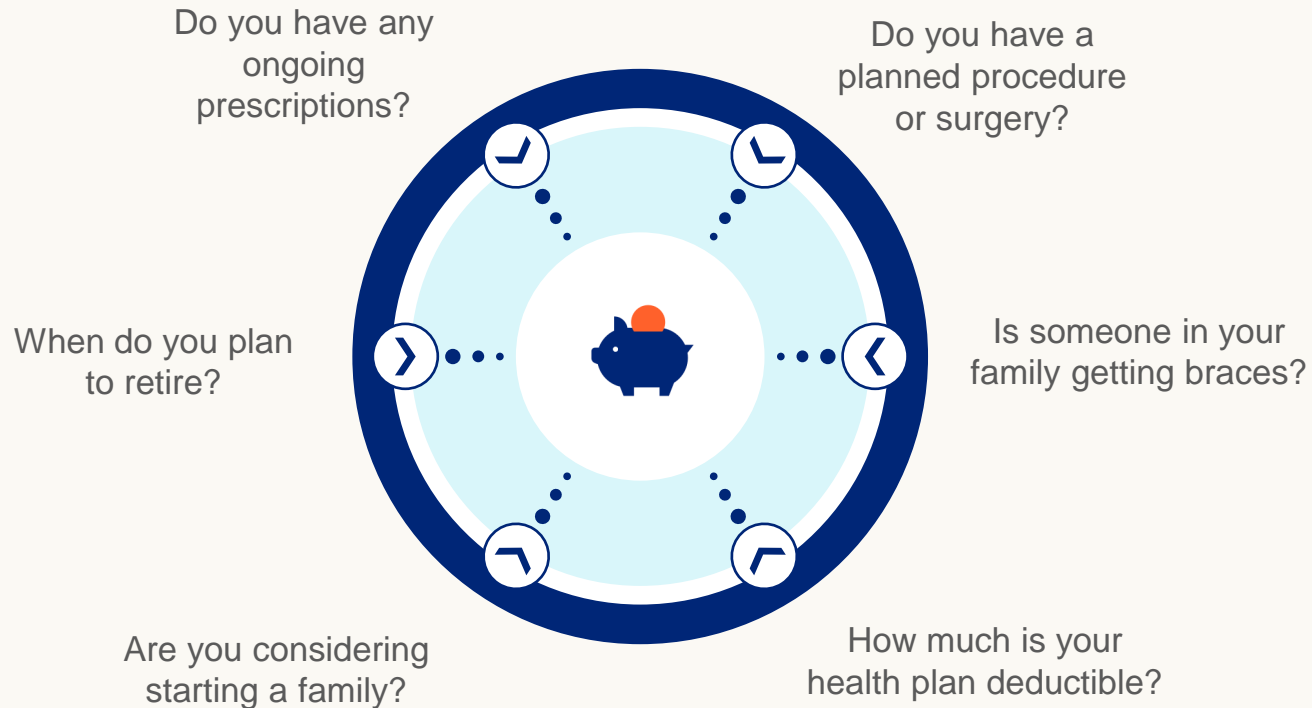 Do you have any
ongoing
prescriptions?
Do you have a
planned procedure
or surgery?
When do you plan
to retire?
Is someone in your
family getting braces?
Are you considering
starting a family?
How much is your
health plan deductible?